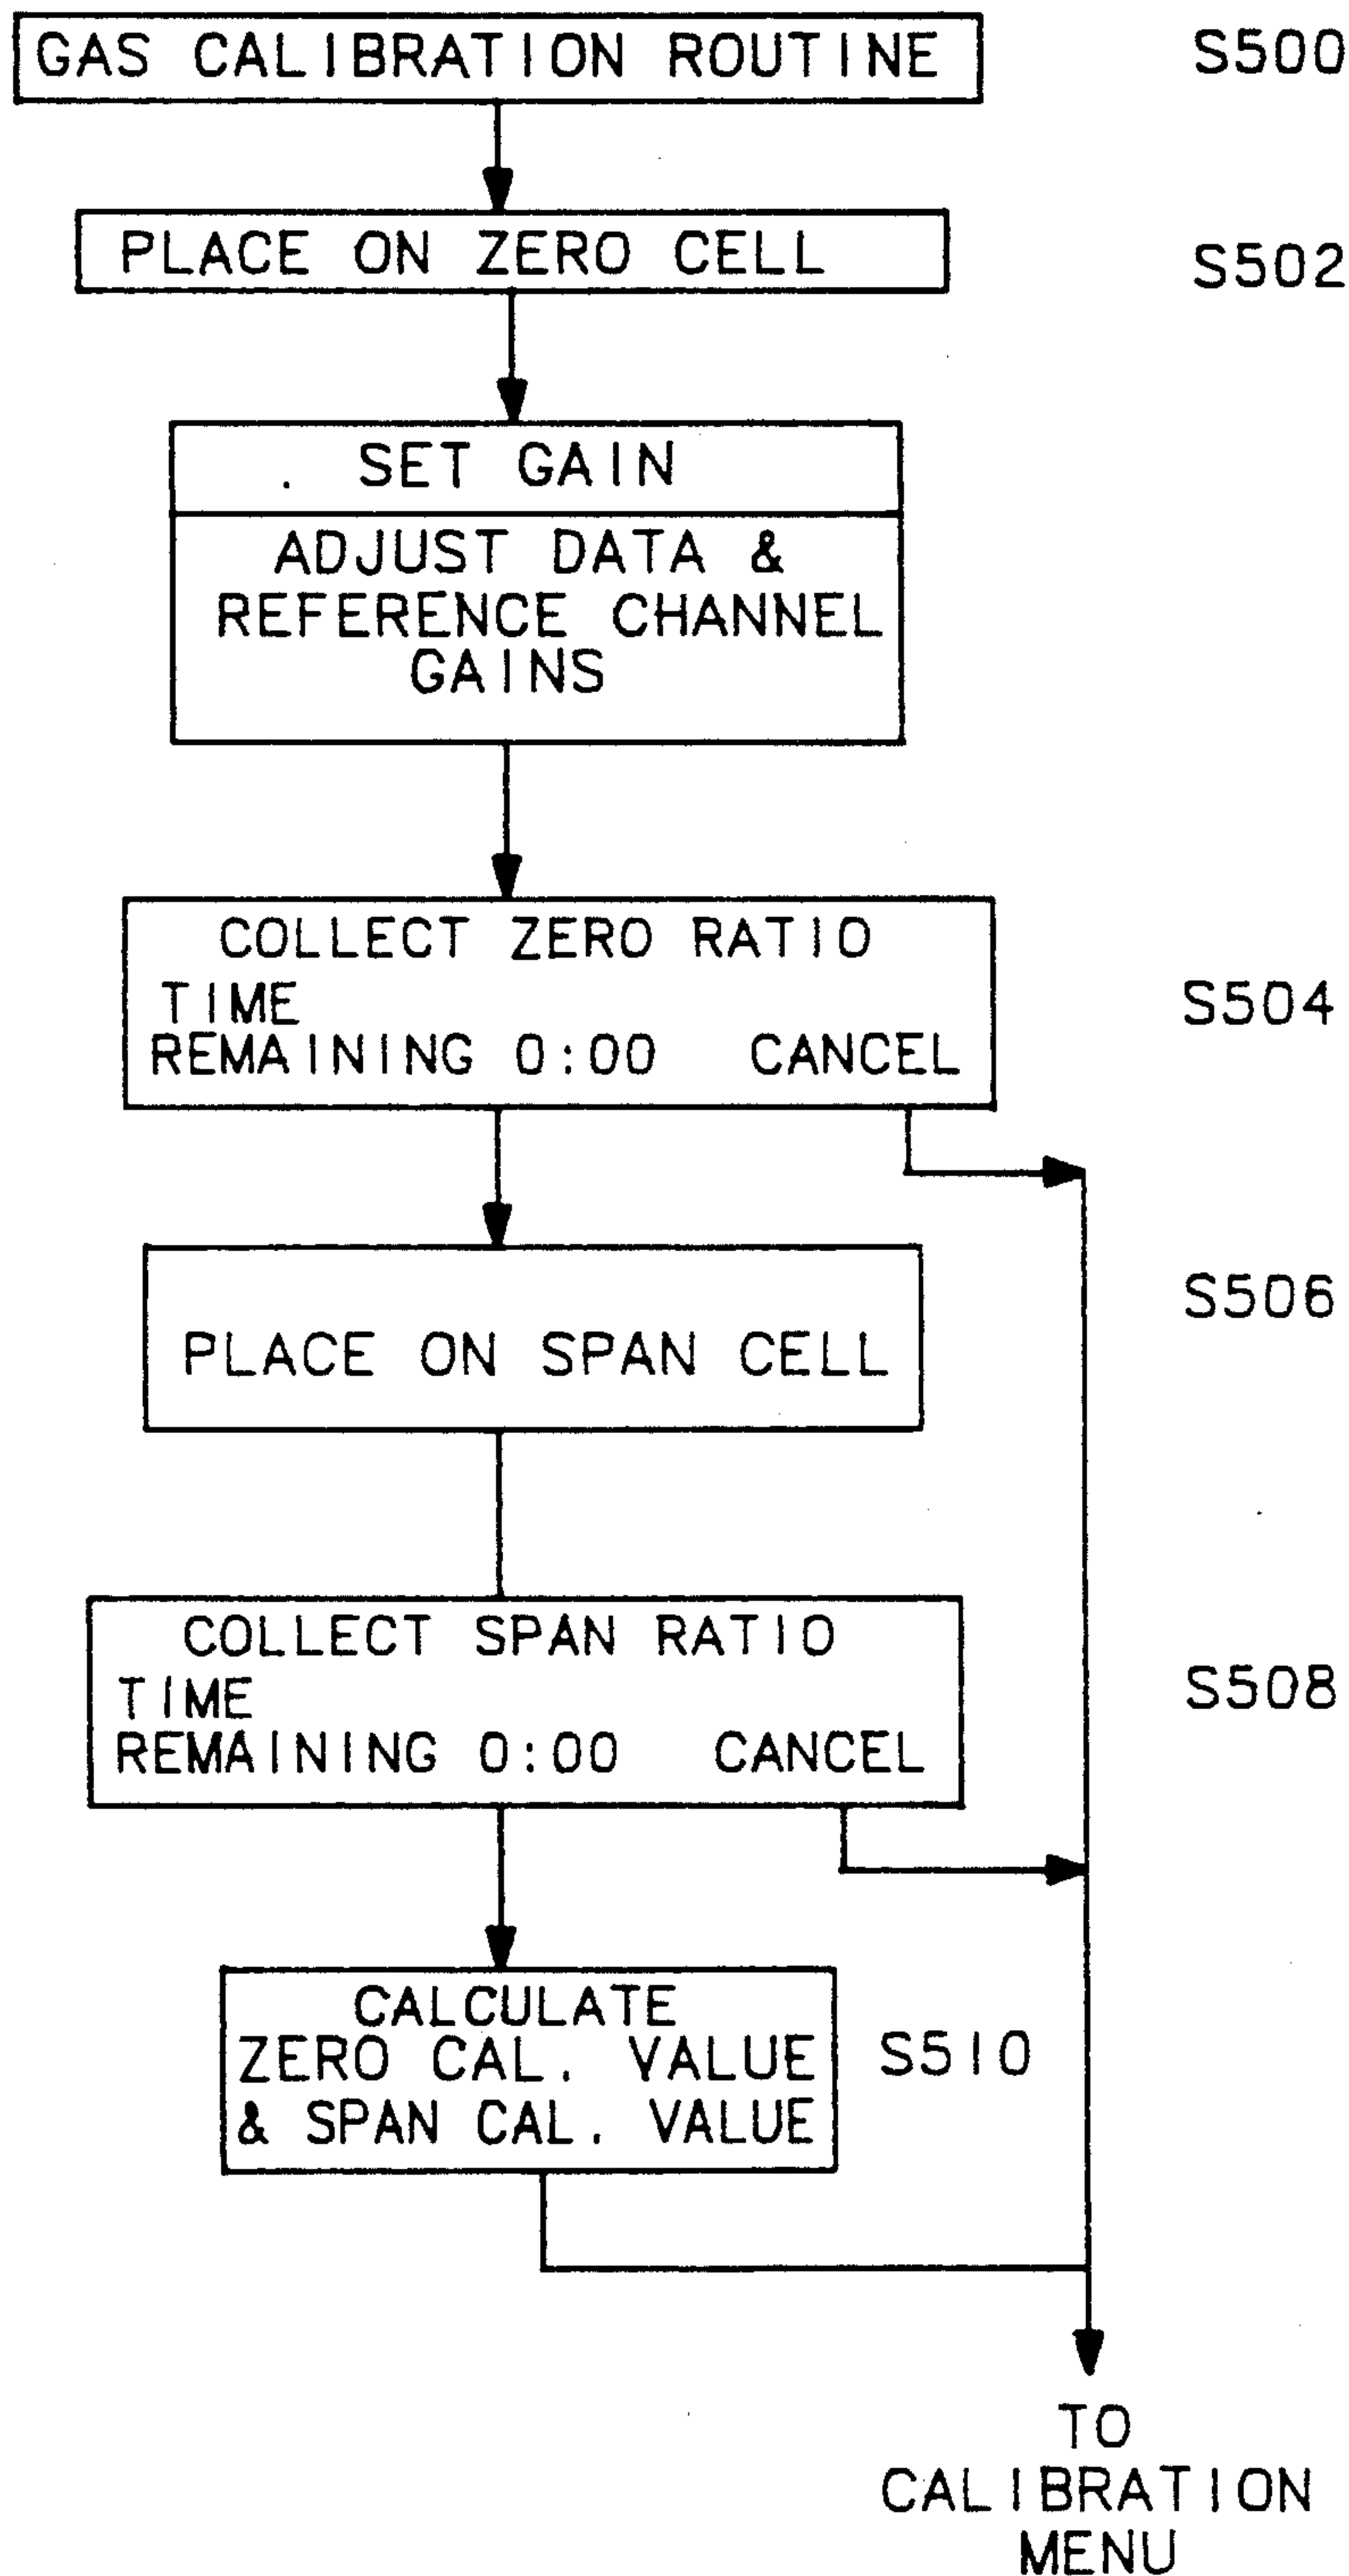 GAS CALIBRATION ROUTINE S500
PLACE ON ZERO CELL S502
SET GAIN
ADJUST DATA &
REFERENCE CHANNEL
GAINS
COLLECT ZERO RATIO
TIME S504
REMAINING 0:00 CANCEL
S506
PLACE ON SPAN CELL
COLLECT SPAN RATIO
TIME S508
REMAINING 0:00 CANCEL
CALCULATE
ZERO CAL. VALUE S510
& SPAN CAL. VALUE
TO
CALIBRATION
MENU